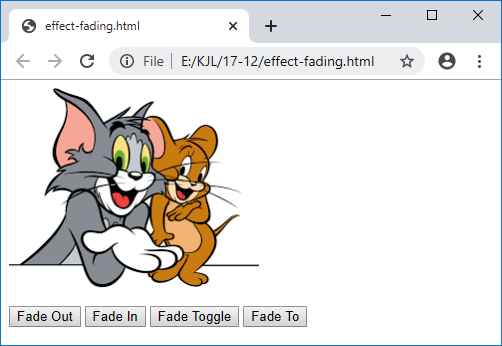 effect-fading.html
File | E:/KJL/17-12/effect-fading.html
Fade Out Fade In Fade Toggle Fade To